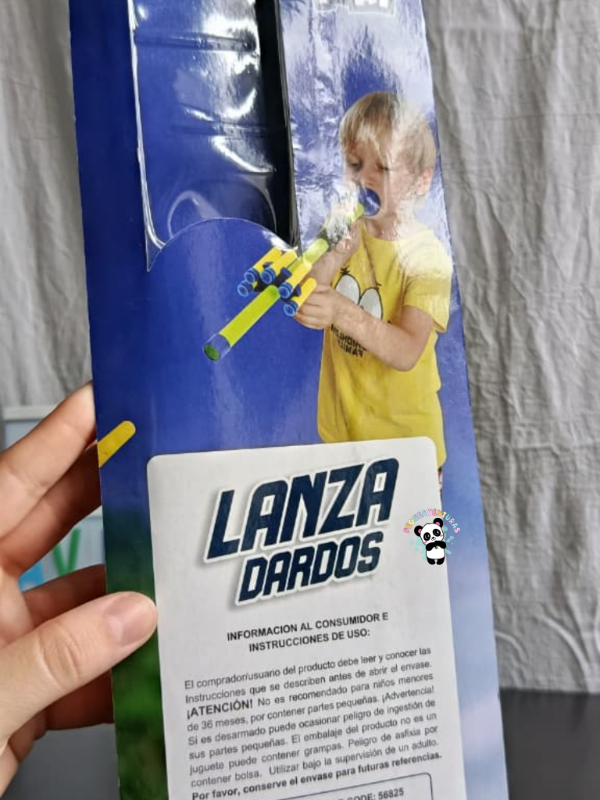 LANZA
DARDOS
INFORMACION AL CONSUMIDOR E
INSTRUCCIONES DE USO:
El comprador/usuario del producto debe leer y conocer las
Instrucciones que se describen antes de abrir el envase.
¡ATENCIÓN! No es recomendado para niños menores
de 36 meses, por contener partes pequeñas. ¡Advertencia!
Si es desarmado puede ocasionar peligro de ingestión de
sus partes pequeñas. El embalaje del producto no es un
juguete puede contener grampas. Peligro de asfixia por
contener bolsa. Utilizar bajo la supervisión de un adulto.
Por favor, conserve el envase para futuras referencias.
CODE: 56825